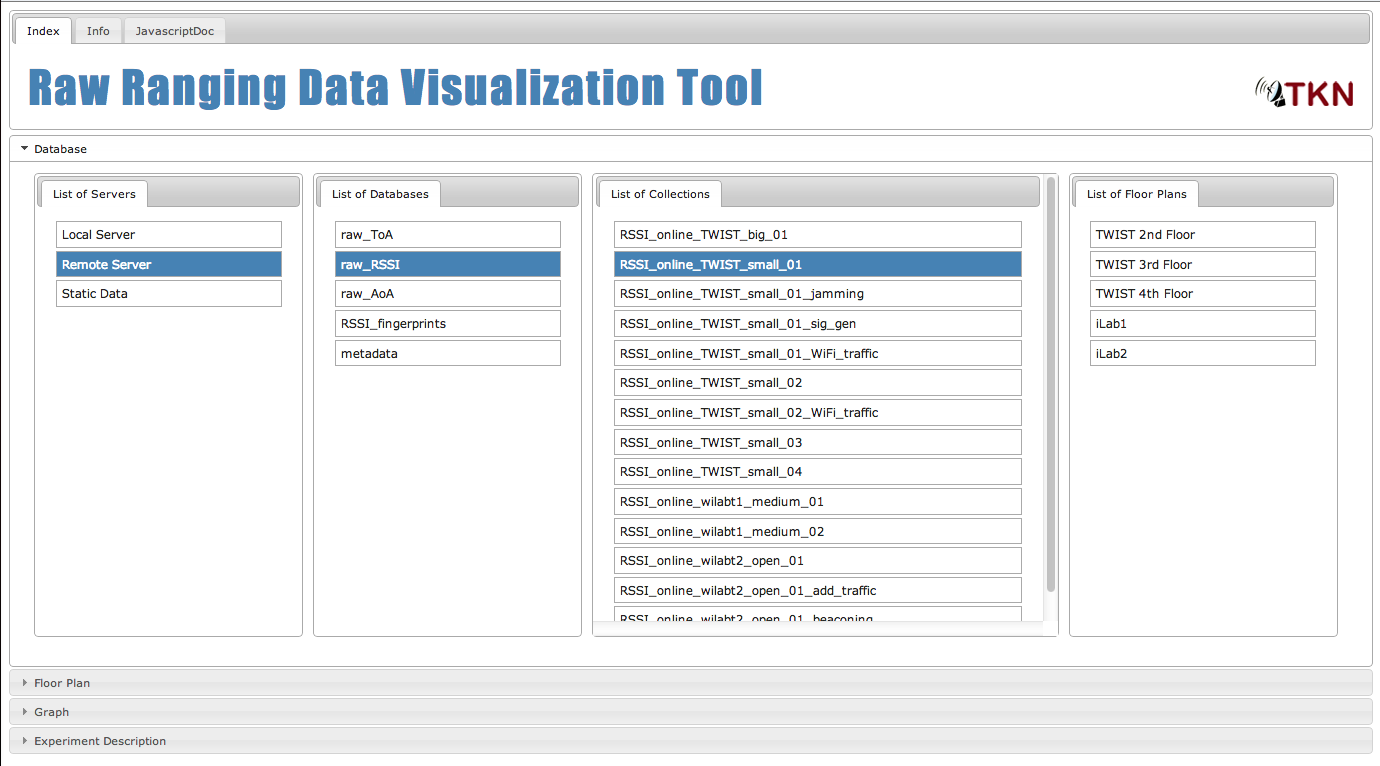 Index
Info
JavascriptDoc
Raw Ranging Data Visualization Tool
TKN
Database
List of Servers
Local Server
Remote Server
Static Data
List of Databases
raw_ToA
raw_RSSI
raw_AoA
RSSI_fingerprints
metadata
List of Collections
RSSI_online_TWIST_big_01
RSSI_online_TWIST_small_01
RSSI_online_TWIST_small_01_jamming
RSSI_online_TWIST_small_01_sig_gen
RSSI_online_TWIST_small_01_WiFi_traffic
RSSI_online_TWIST_small_02
RSSI_online_TWIST_small_02_WiFi_traffic
RSSI_online_TWIST_small_03
RSSI_online_TWIST_small_04
RSSI_online_wilabt1_medium_01
RSSI_online_wilabt1_medium_02
RSSI_online_wilabt2_open_01
RSSI_online_wilabt2_open_01_add_traffic
RSSI_online_wilabt2_open_01_beaconing
List of Floor Plans
TWIST 2nd Floor
TWIST 3rd Floor
TWIST 4th Floor
iLab1
iLab2
Floor Plan
Graph
Experiment Description